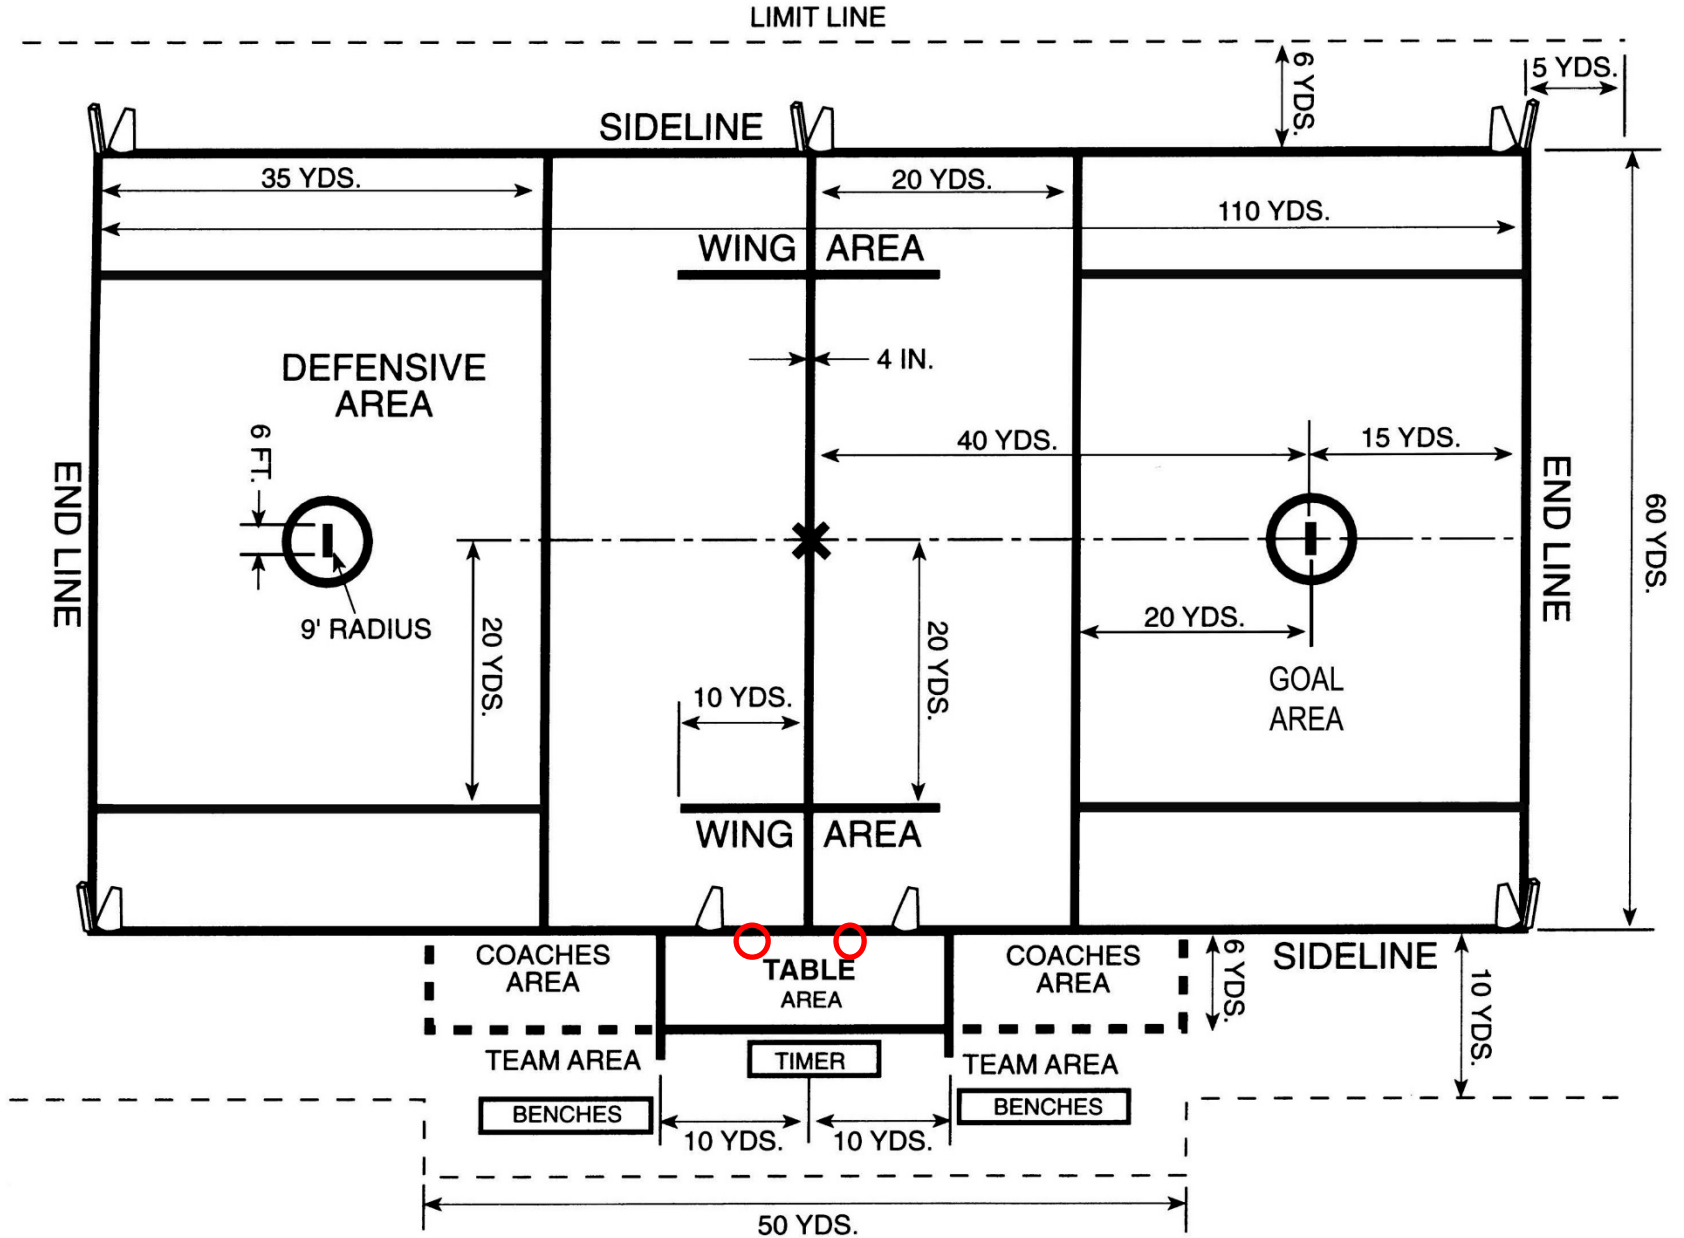 LIMIT LINE
6 YDS.
5 YDS.
SIDELINE
35 YDS.
20 YDS.
110 YDS.
WING AREA
4 IN.
DEFENSIVE
AREA
40 YDS.
15 YDS.
6 FT.
END LINE
END LINE
60 YDS.
9' RADIUS
20 YDS.
20 YDS.
20 YDS.
GOAL
AREA
10 YDS.
WING AREA
COACHES
AREA
TABLE
AREA
COACHES
AREA
6 YDS.
SIDELINE
10 YDS.
TEAM AREA
TIMER
TEAM AREA
BENCHES
BENCHES
10 YDS.
10 YDS.
50 YDS.